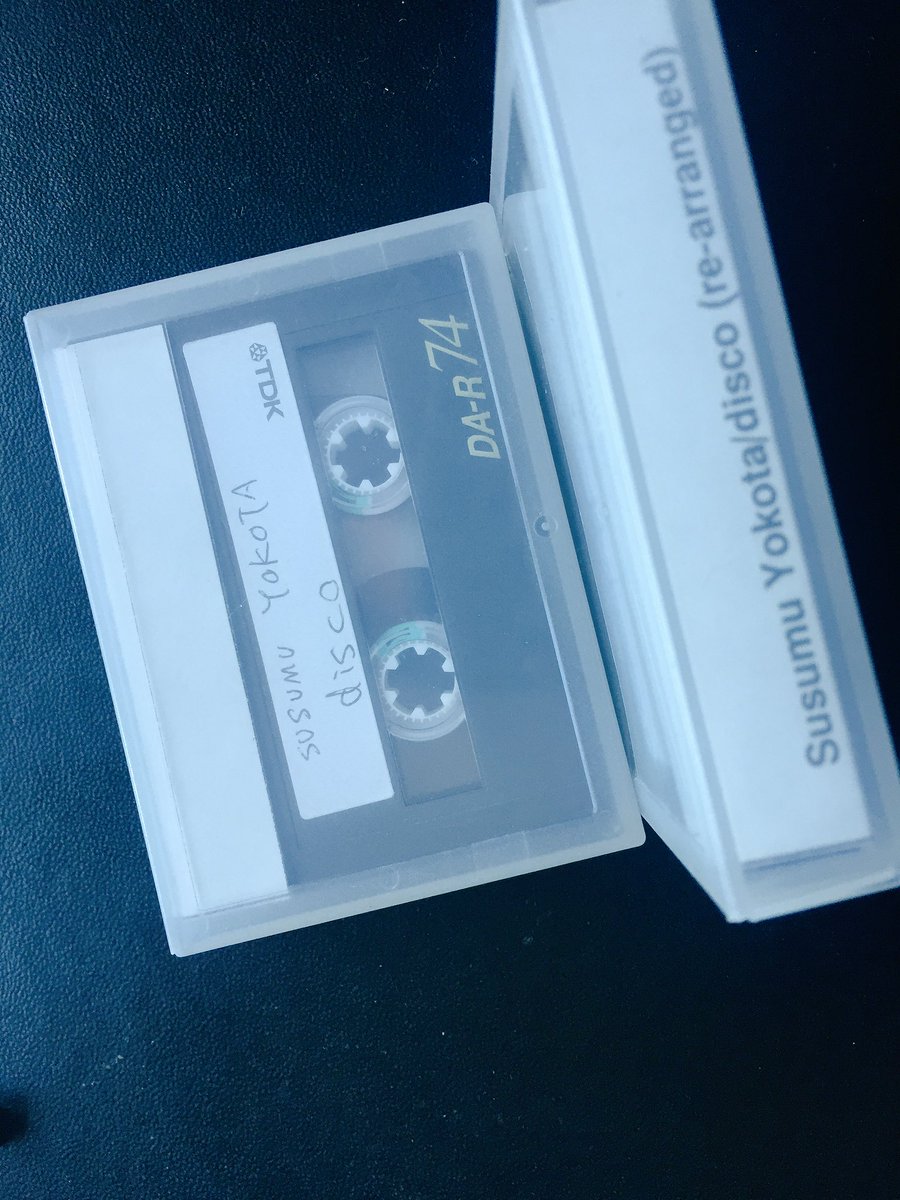 TDK
SUSUMU YOKOTA
disco
DA-R 74
Susumu Yokota/disco (re-arranged)